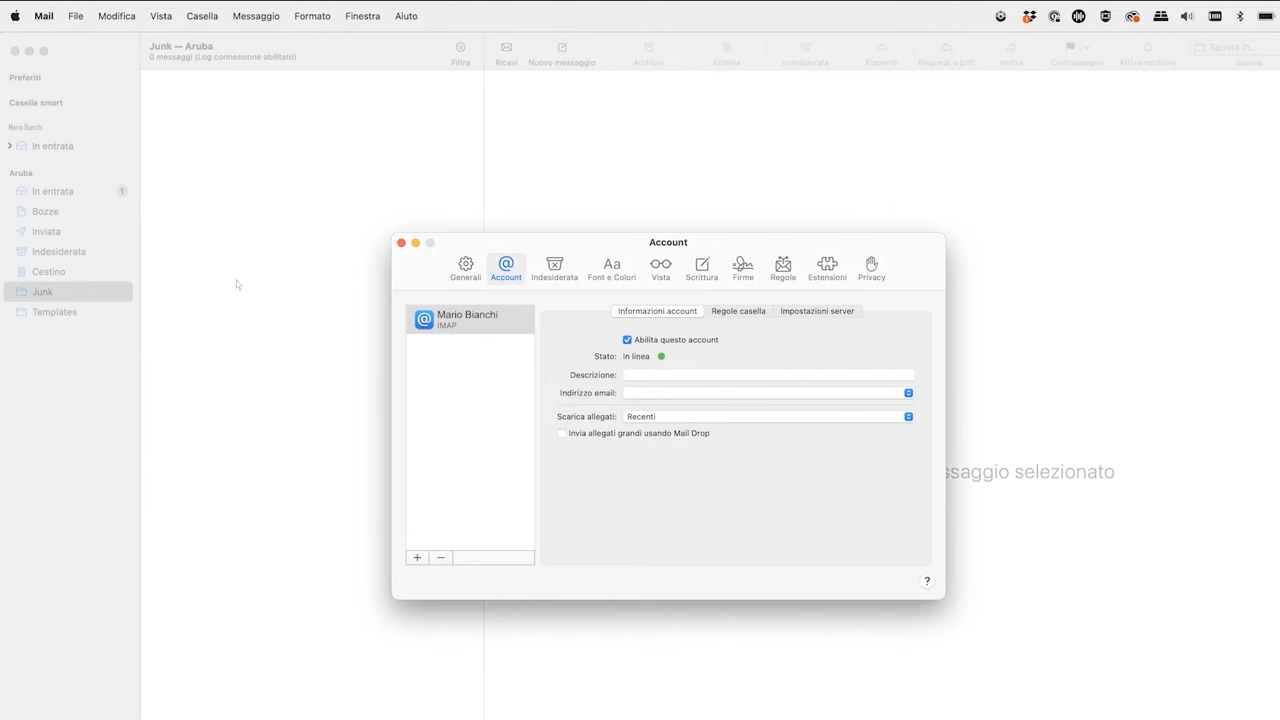 Mail File Modifica Vista Casella Messaggio Formato Finestra Aiuto
Junk — Aruba
0 messaggi (Log connessione abilitato)
Filtra
Ricevi
Nuovo messaggio
Archivia
Elimina
Indesiderata
Rispondi
Rispondi a tutti
Inoltra
Contrassegno
Attiva notifiche
Sposta in...
Sposta
Preferiti
Caselle smart
Mario Bianchi
In entrata
Aruba
In entrata 1
Bozze
Inviata
Indesiderata
Cestino
Junk
Templates
ssaggio selezionato
Account
Generali Account Indesiderata Font e Colori Vista Scrittura Firme Regole Estensioni Privacy
Mario Bianchi
IMAP
Informazioni account Regole casella Impostazioni server
Abilita questo account
Stato: In linea
Descrizione:
Indirizzo email:
Scarica allegati: Recenti
Invia allegati grandi usando Mail Drop
+ −
?